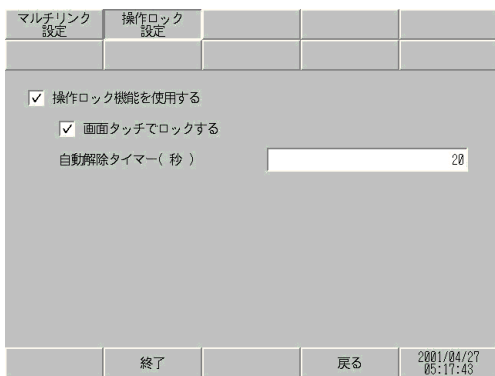 マルチリンク
設定
操作ロック
設定
操作ロック機能を使用する
画面タッチでロックする
自動解除タイマー( 秒 )
20
終了
戻る
2001/04/27
05:17:43